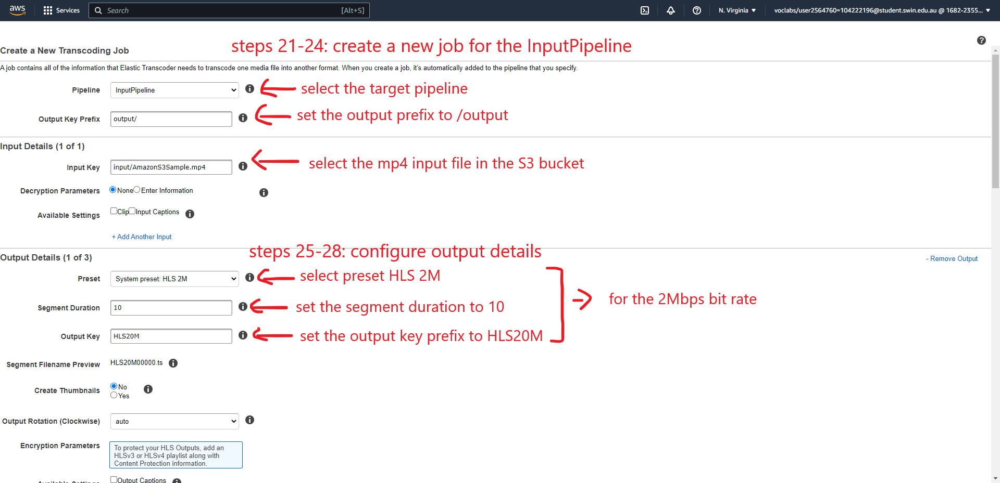 aws
Services
Search
[Alt+S]
N. Virginia
voclabs/user2564760=104222196@student.swin.edu.au @ 1682-2355...
steps 21-24: create a new job for the InputPipeline
Create a New Transcoding Job
A job contains all of the information that Elastic Transcoder needs to transcode one media file into another format. When you create a job, it's automatically added to the pipeline that you specify.
Pipeline
InputPipeline
select the target pipeline
Output Key Prefix
output/
set the output prefix to /output
Input Details (1 of 1)
Input Key
input/AmazonS3Sample.mp4
select the mp4 input file in the S3 bucket
Decryption Parameters
None Enter Information
Available Settings
Clip Input Captions
+ Add Another Input
steps 25-28: configure output details
Output Details (1 of 3)
- Remove Output
Preset
System preset: HLS 2M
select preset HLS 2M
for the 2Mbps bit rate
Segment Duration
10
set the segment duration to 10
Output Key
HLS20M
set the output key prefix to HLS20M
Segment Filename Preview
HLS20M00000.ts
Create Thumbnails
No
Yes
Output Rotation (Clockwise)
auto
Encryption Parameters
To protect your HLS Outputs, add an
HLSv3 or HLSv4 playlist along with
Content Protection information.
Available Settings
Output Captions